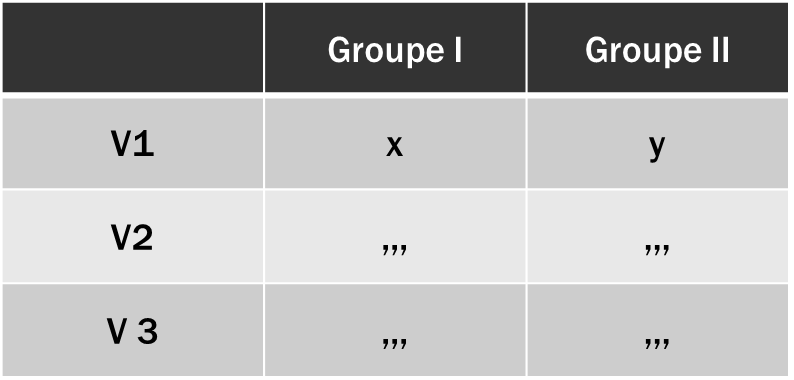 Groupe I Groupe II
V1 x y
V2 ,,, ,,,
V 3 ,,, ,,,